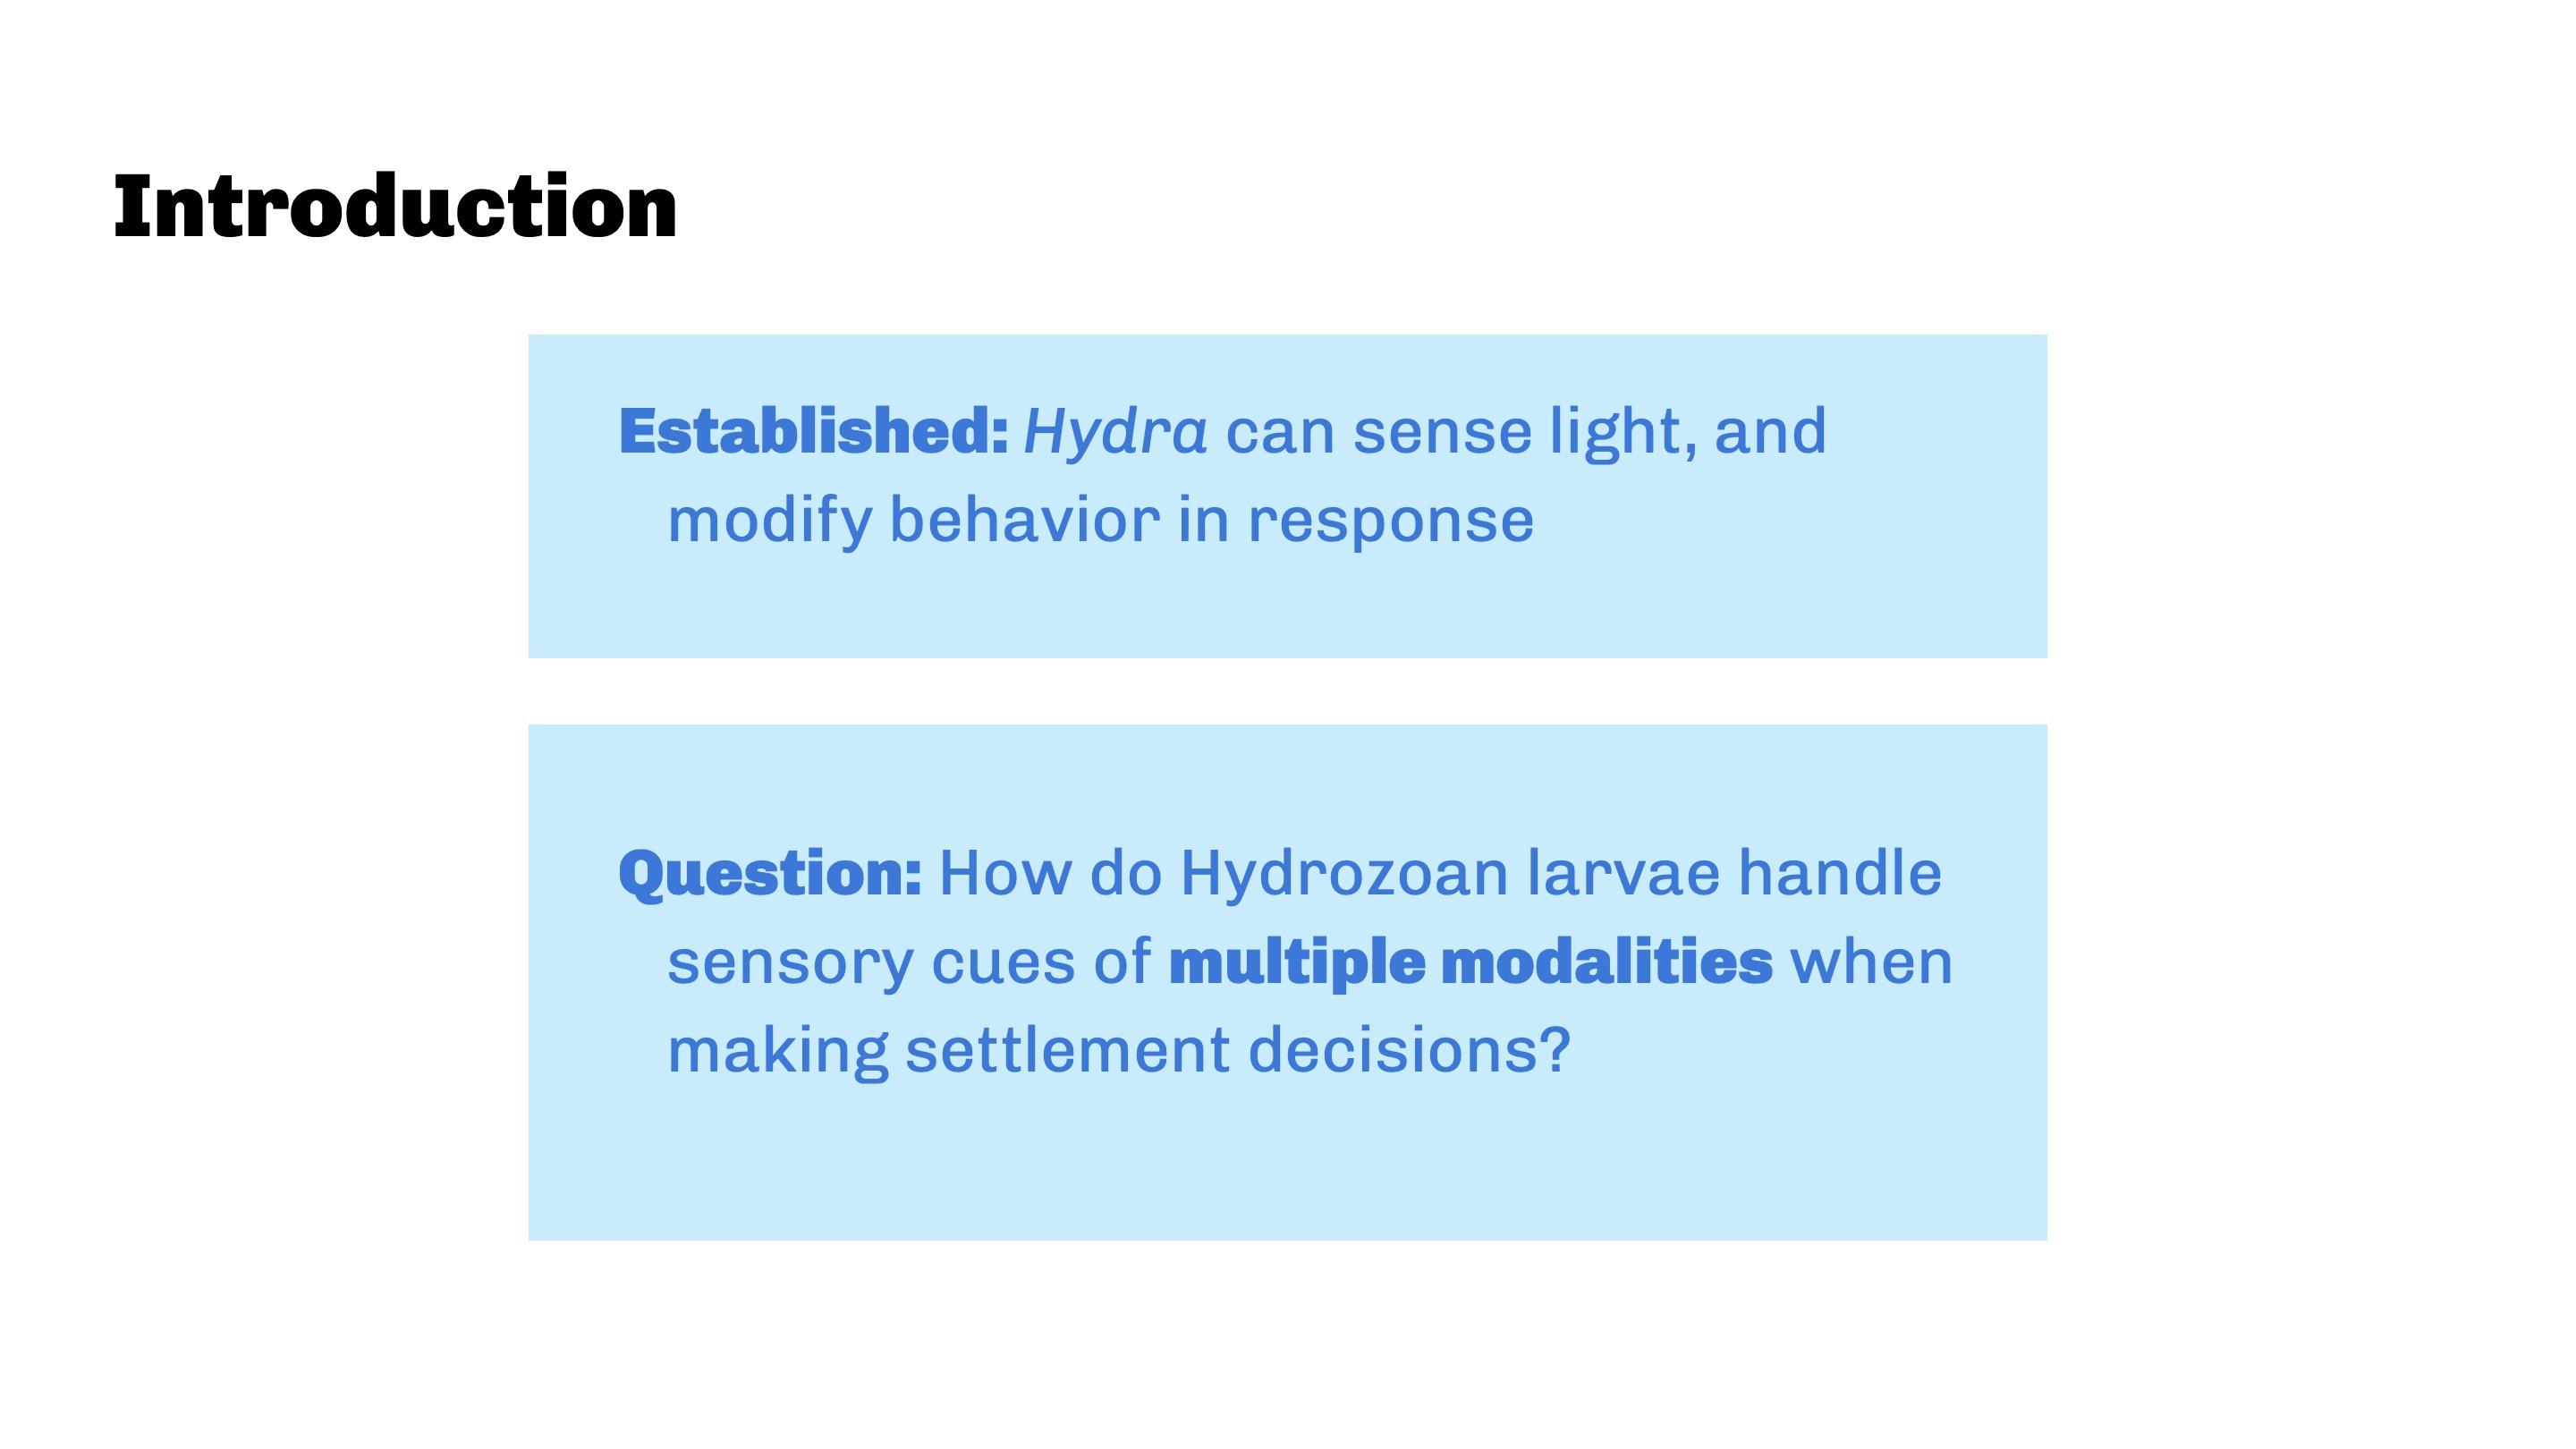 Introduction
Established: Hydra can sense light, and
modify behavior in response
Question: How do Hydrozoan larvae handle
sensory cues of multiple modalities when
making settlement decisions?